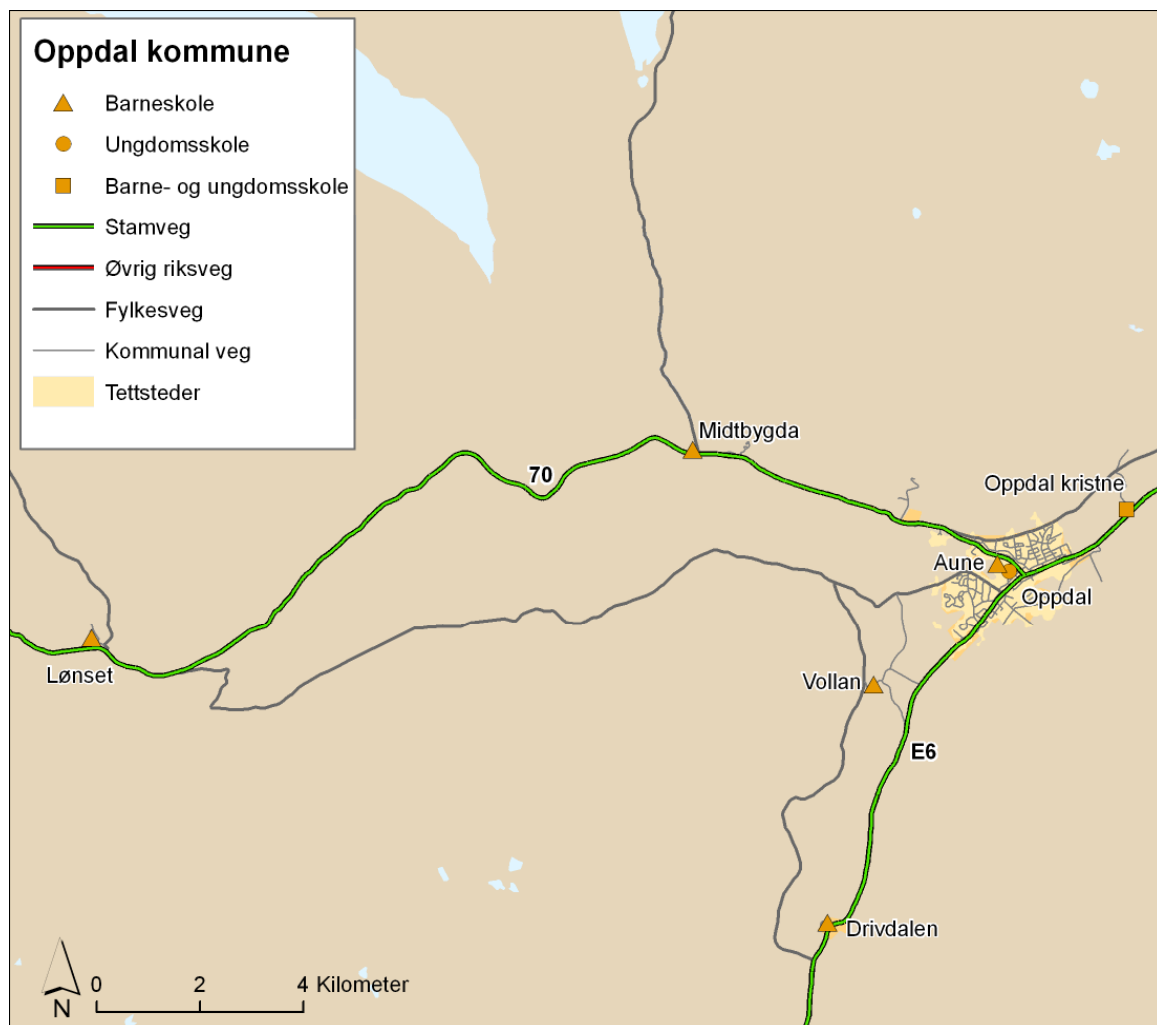 Oppdal kommune
Barneskole
Ungdomsskole
Barne- og ungdomsskole
Stamveg
Øvrig riksveg
Fylkesveg
Kommunal veg
Tettsteder
Midtbygda
70
Oppdal kristne
Aune
Oppdal
Lønset
Vollan
E6
Drivdalen
N
0 2 4 Kilometer